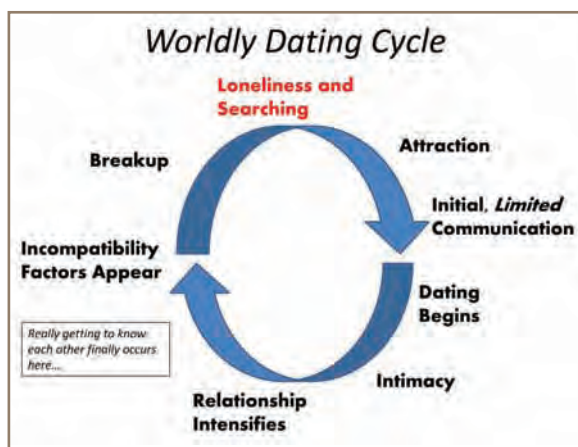 Worldly Dating Cycle
Loneliness and
Searching
Attraction
Initial, Limited
Communication
Dating
Begins
Intimacy
Relationship
Intensifies
Really getting to know
each other finally occurs
here...
Incompatibility
Factors Appear
Breakup